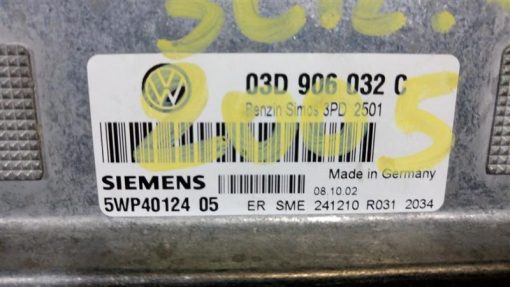 03D 906 032 C
Benzin Simos 3PD 2501
2005
Made in Germany
SIEMENS
08.10.02
5WP40124 05
ER SME 241210 R031 2034